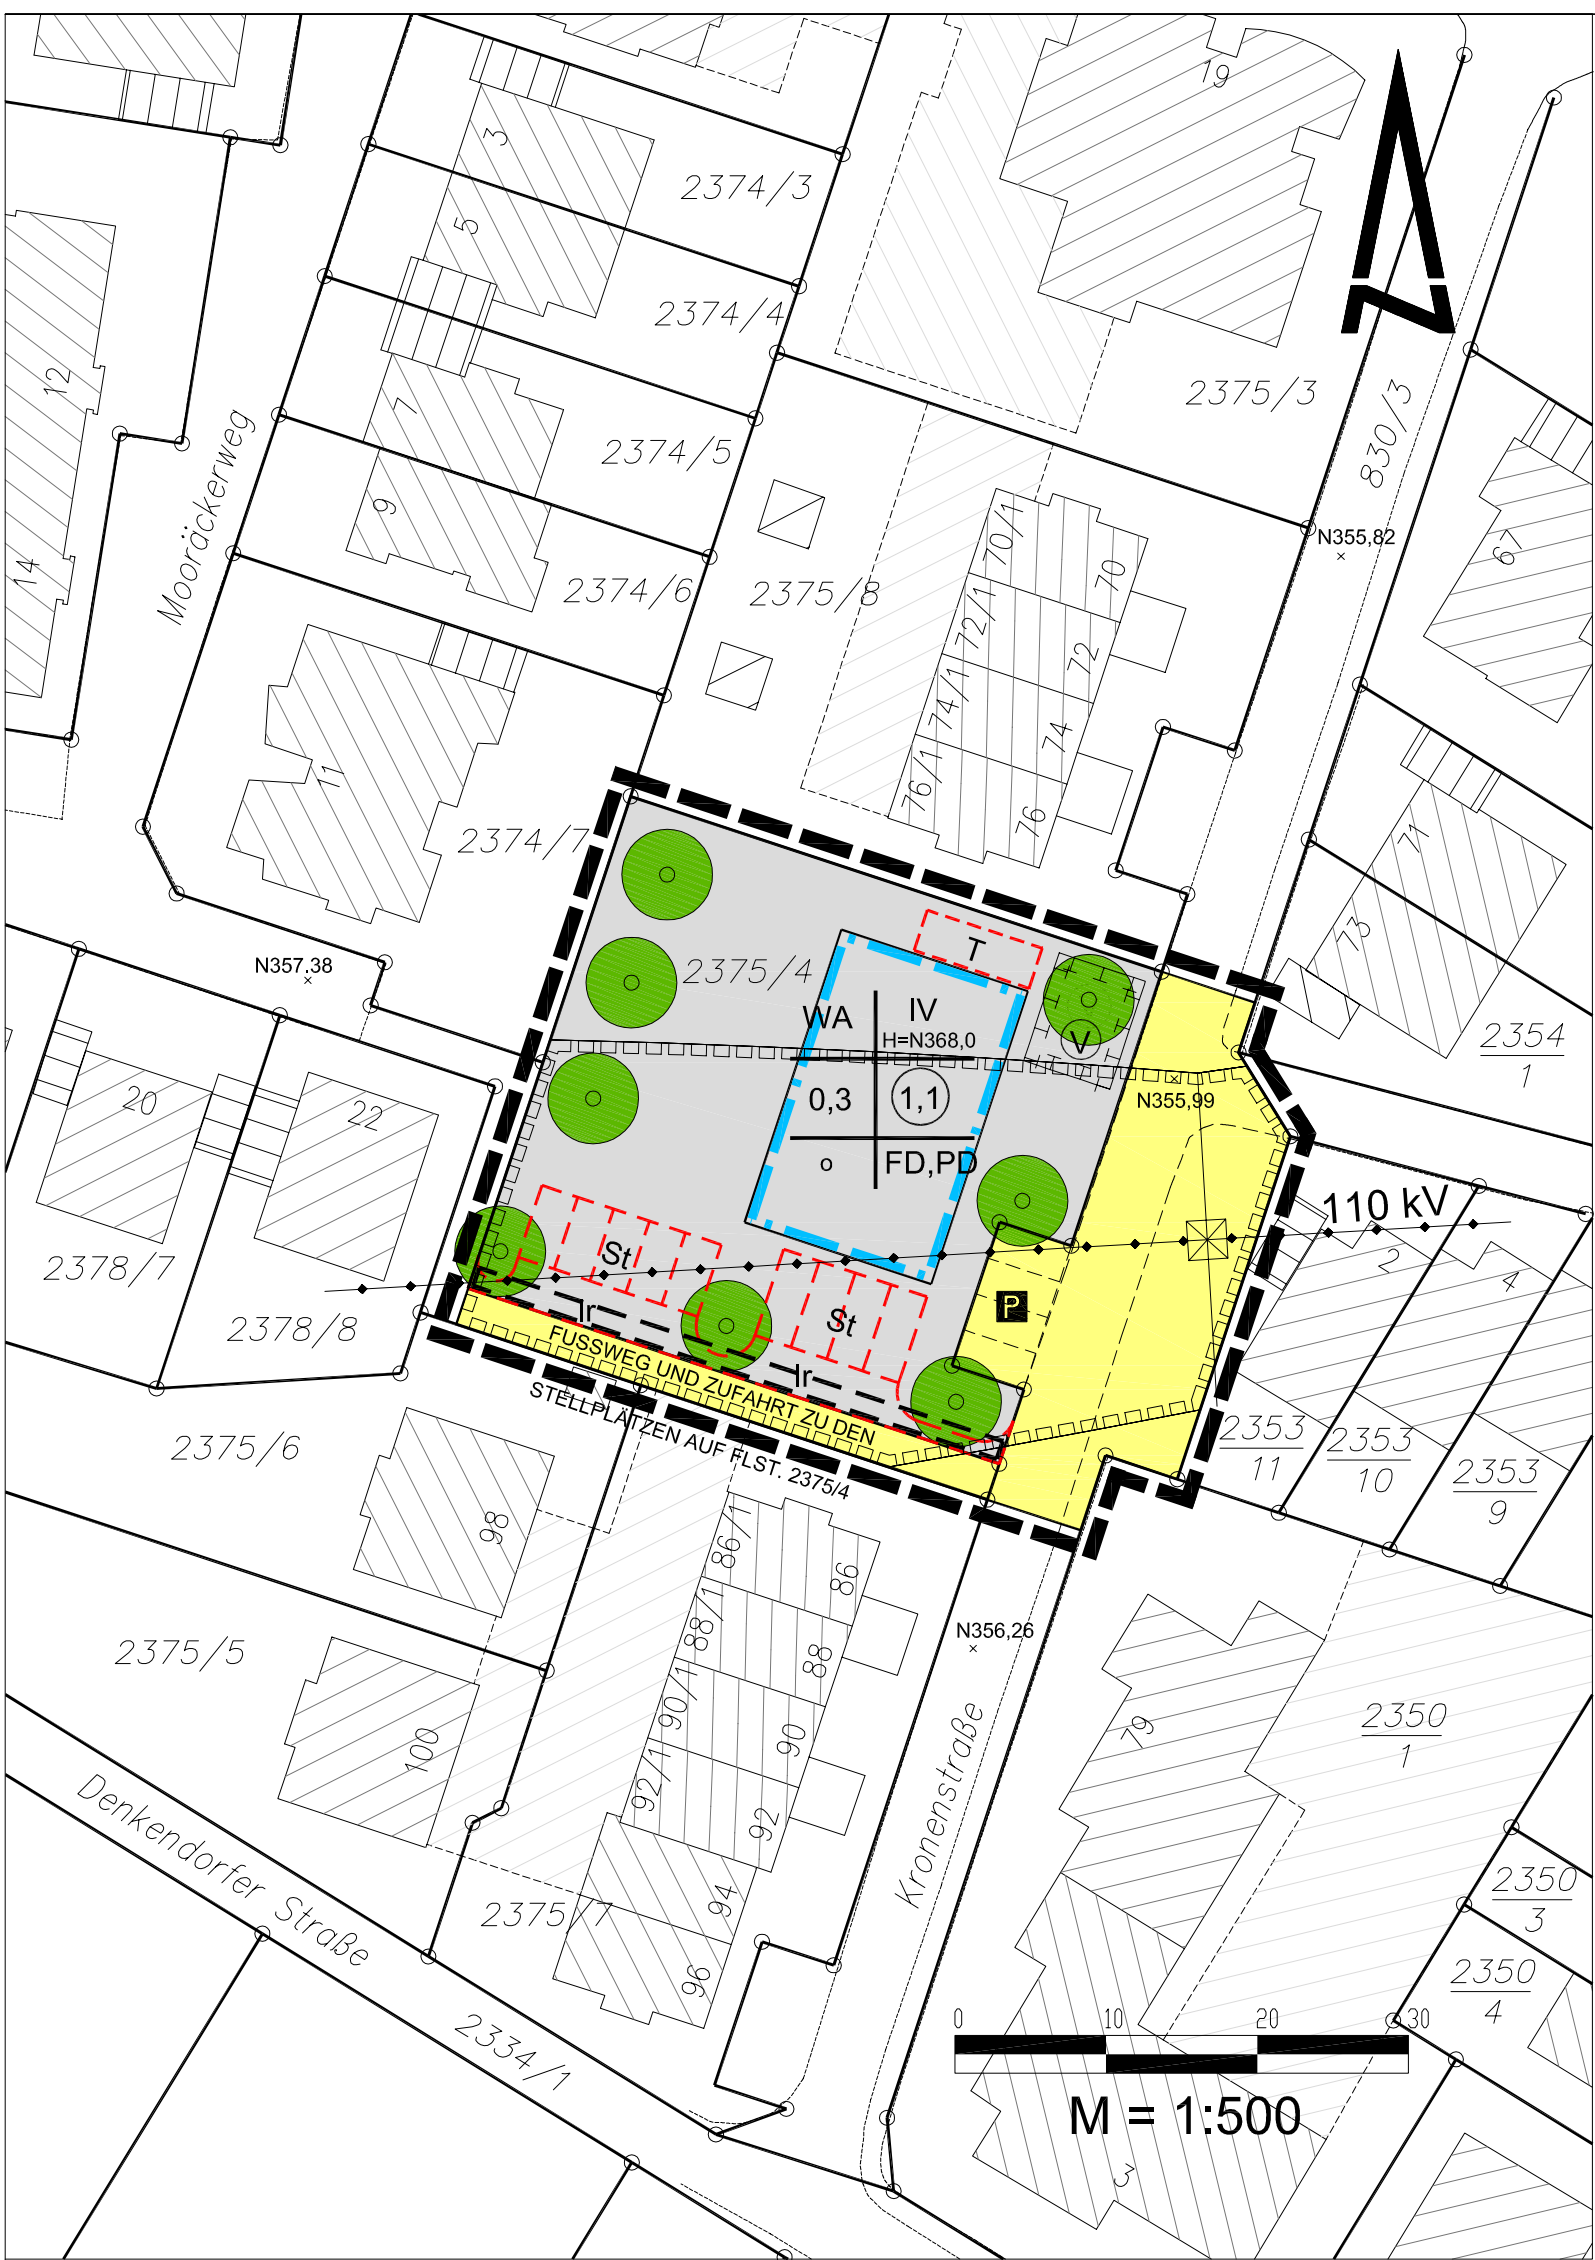 19
3
5
2374/3
2374/4
2375/3
830/3
12
7
9
Mooräckerweg
2374/5
N355,82
67
14
70/1
70
2374/6
2375/8
72/1
72
74/1
74
76/1
76
11
2374/7
71
73
N357,38
2375/4
T
WA
IV
H=N368,0
V
2354
1
0,3
1,1
N355,99
20
22
o
FD,PD
110 kV
2
4
2378/7
St
St
P
lr
lr
2378/8
FUSSWEG UND ZUFAHRT ZU DEN
STELLPLÄTZEN AUF FLST. 2375/4
2375/6
2353
11
2353
10
2353
9
98
86/1
86
88/1
88
N356,26
2375/5
90/1
90
100
92/1
92
79
2350
1
Denkendorfer Straße
Kronenstraße
94
96
2375/7
2350
3
2350
4
2334/1
0 10 20 30
M = 1:500
3